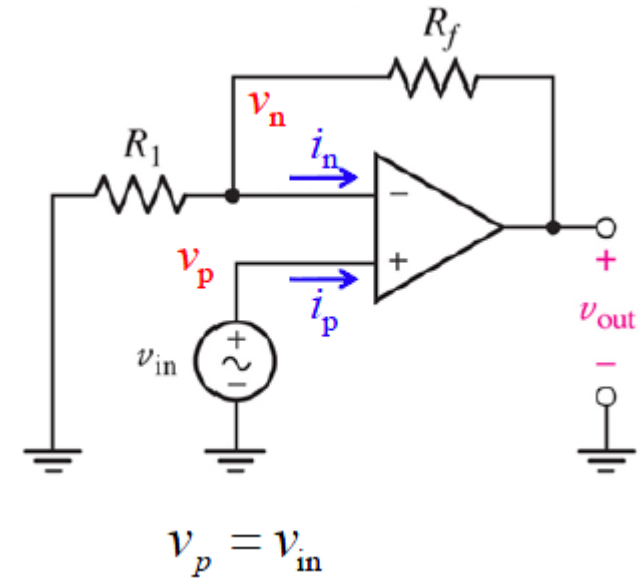 R_f
v_n
R_1
i_n
−
v_p
+
i_p
+
v_in
+
v_out
−
−
v_p = v_in